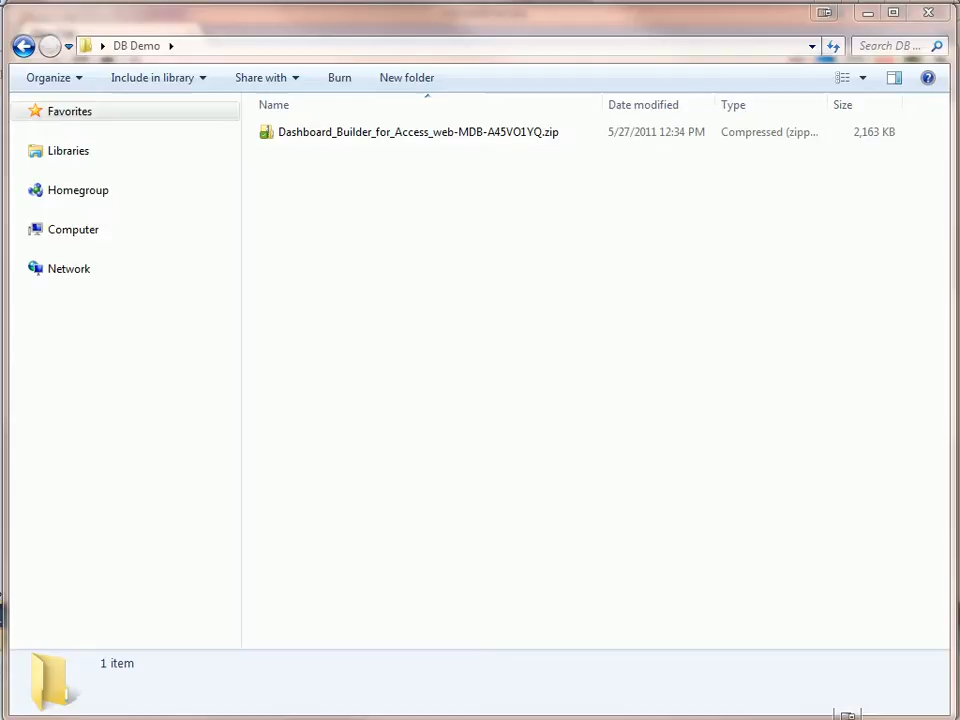 DB Demo
Search DB ...
Organize Include in library Share with Burn New folder
Name Date modified Type Size
Favorites
Dashboard_Builder_for_Access_web-MDB-A45VO1YQ.zip 5/27/2011 12:34 PM Compressed (zipp... 2,163 KB
Libraries
Homegroup
Computer
Network
1 item